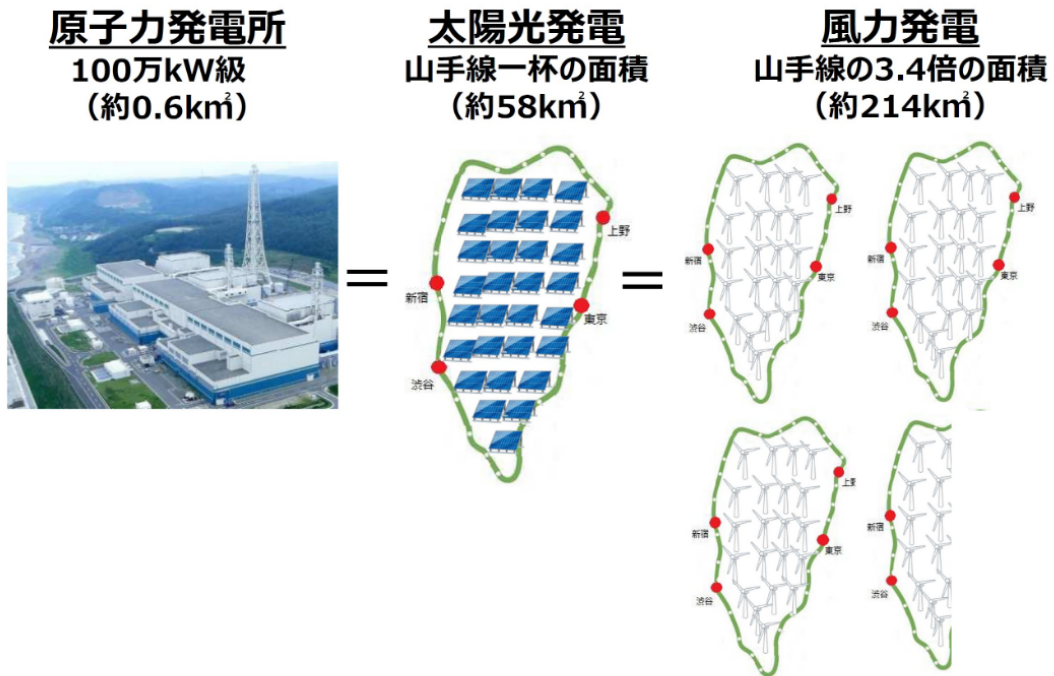 原子力発電所
100万kW級
（約0.6k㎡）
太陽光発電
山手線一杯の面積
（約58k㎡）
風力発電
山手線の3.4倍の面積
（約214k㎡）
＝
＝
上野
新宿
東京
渋谷
上野
新宿
東京
渋谷
上野
新宿
東京
渋谷
上野
新宿
東京
渋谷
新宿
渋谷